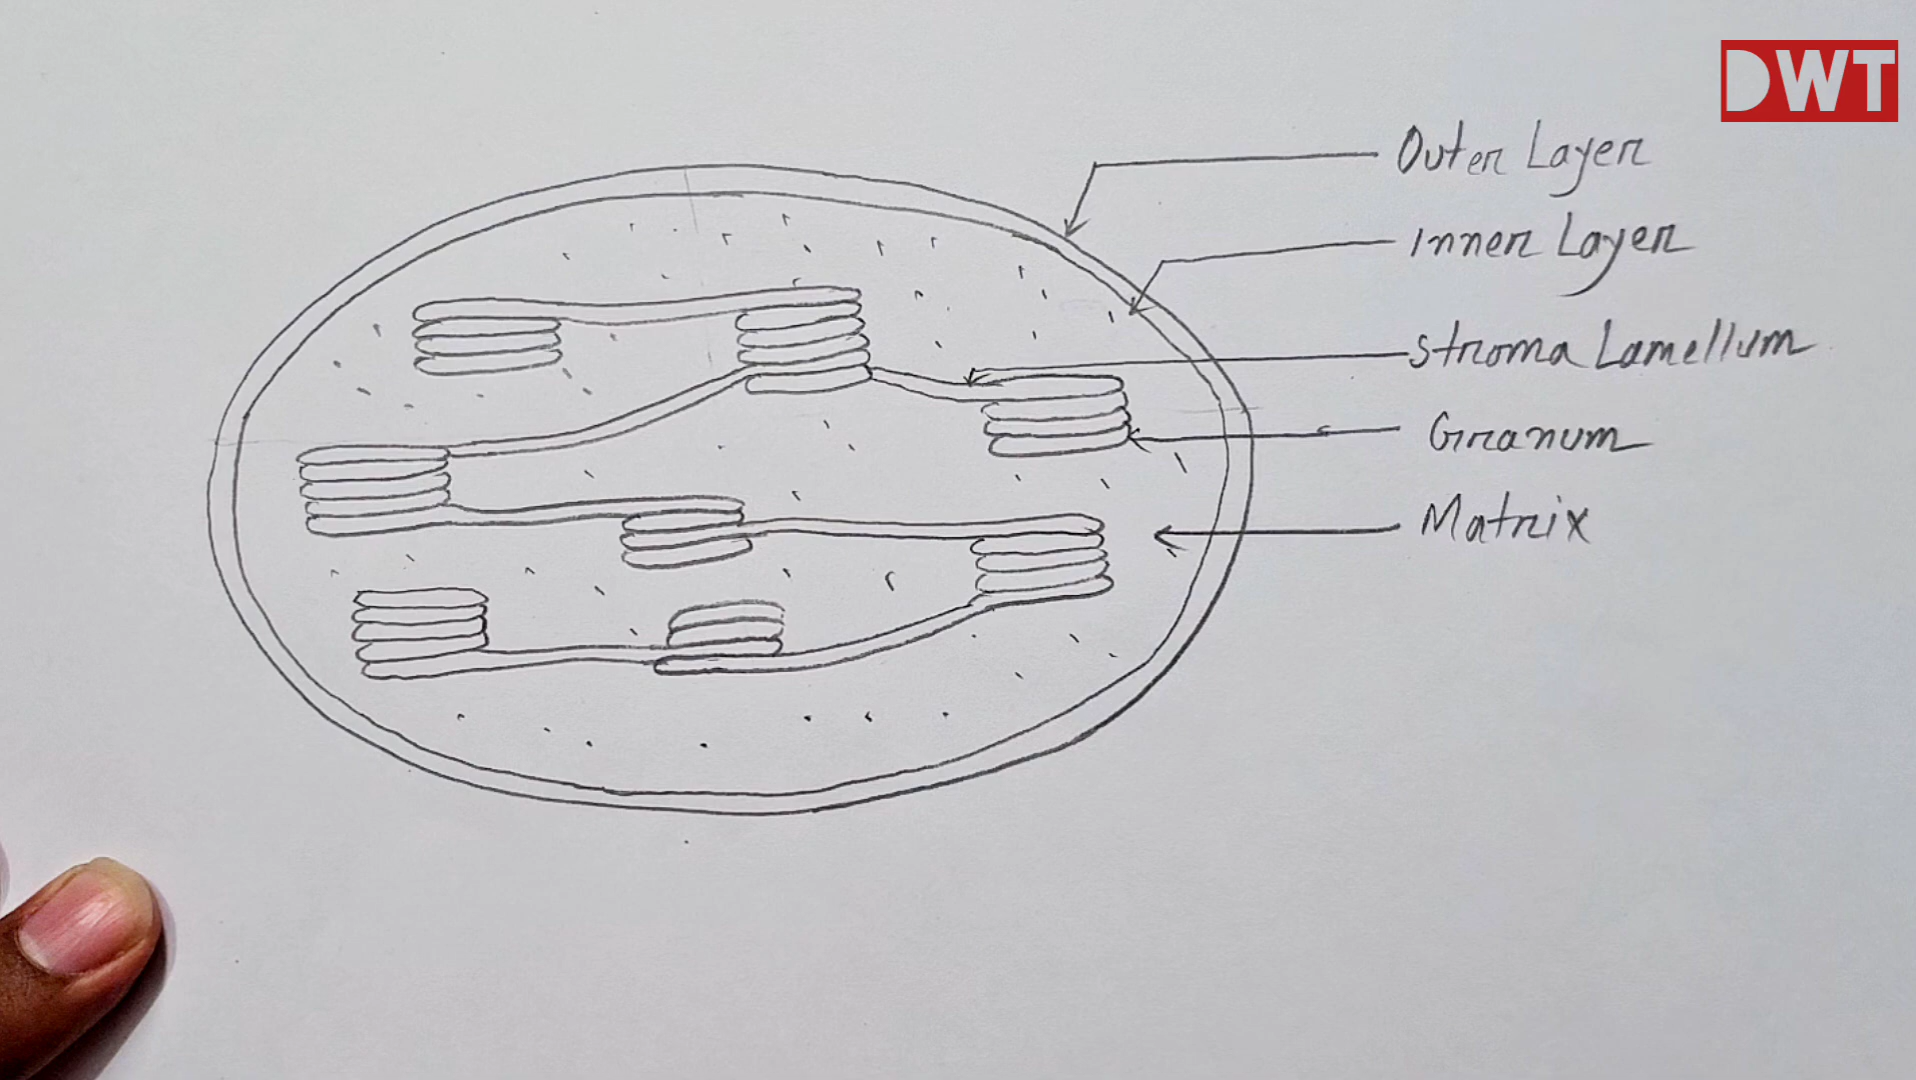 DWT
Outer Layer
Inner Layer
Stroma Lamellum
Granum
Matrix